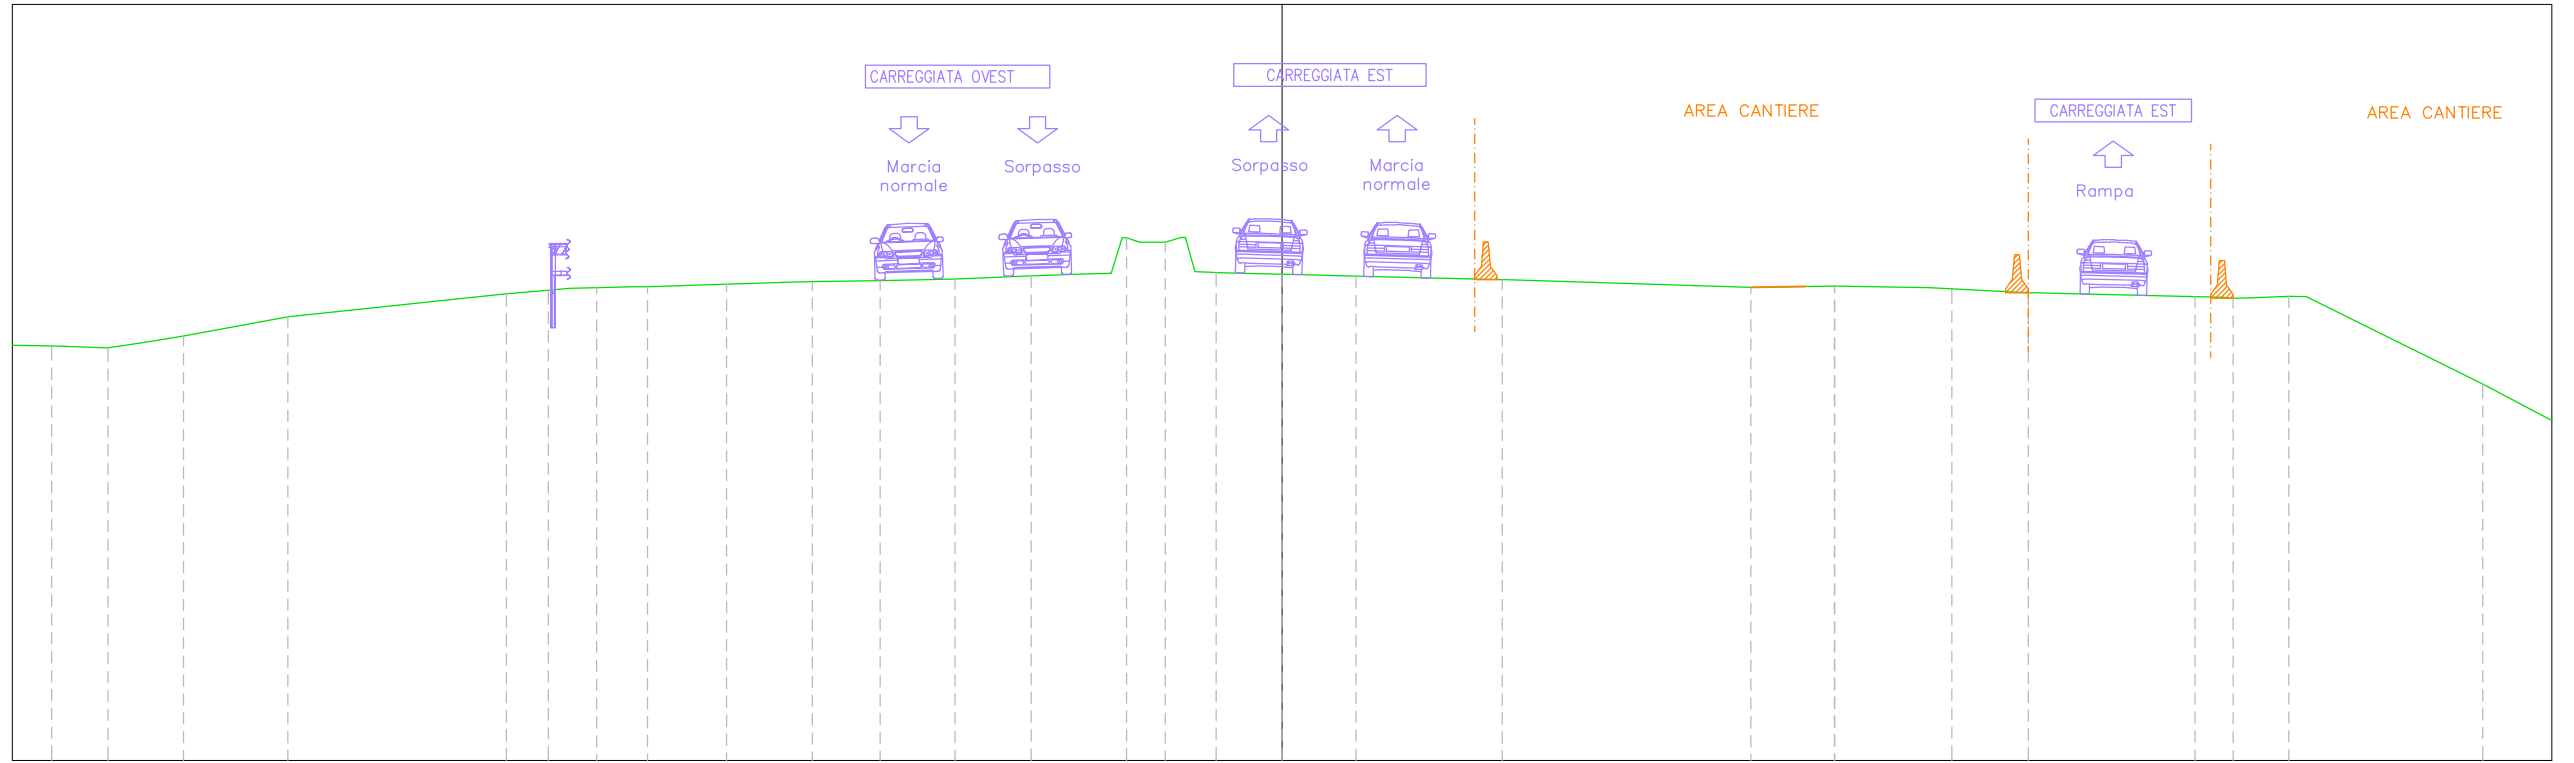 CARREGGIATA OVEST
Marcia
normale
Sorpasso
CARREGGIATA EST
Sorpasso
Marcia
normale
AREA CANTIERE
CARREGGIATA EST
Rampa
AREA CANTIERE